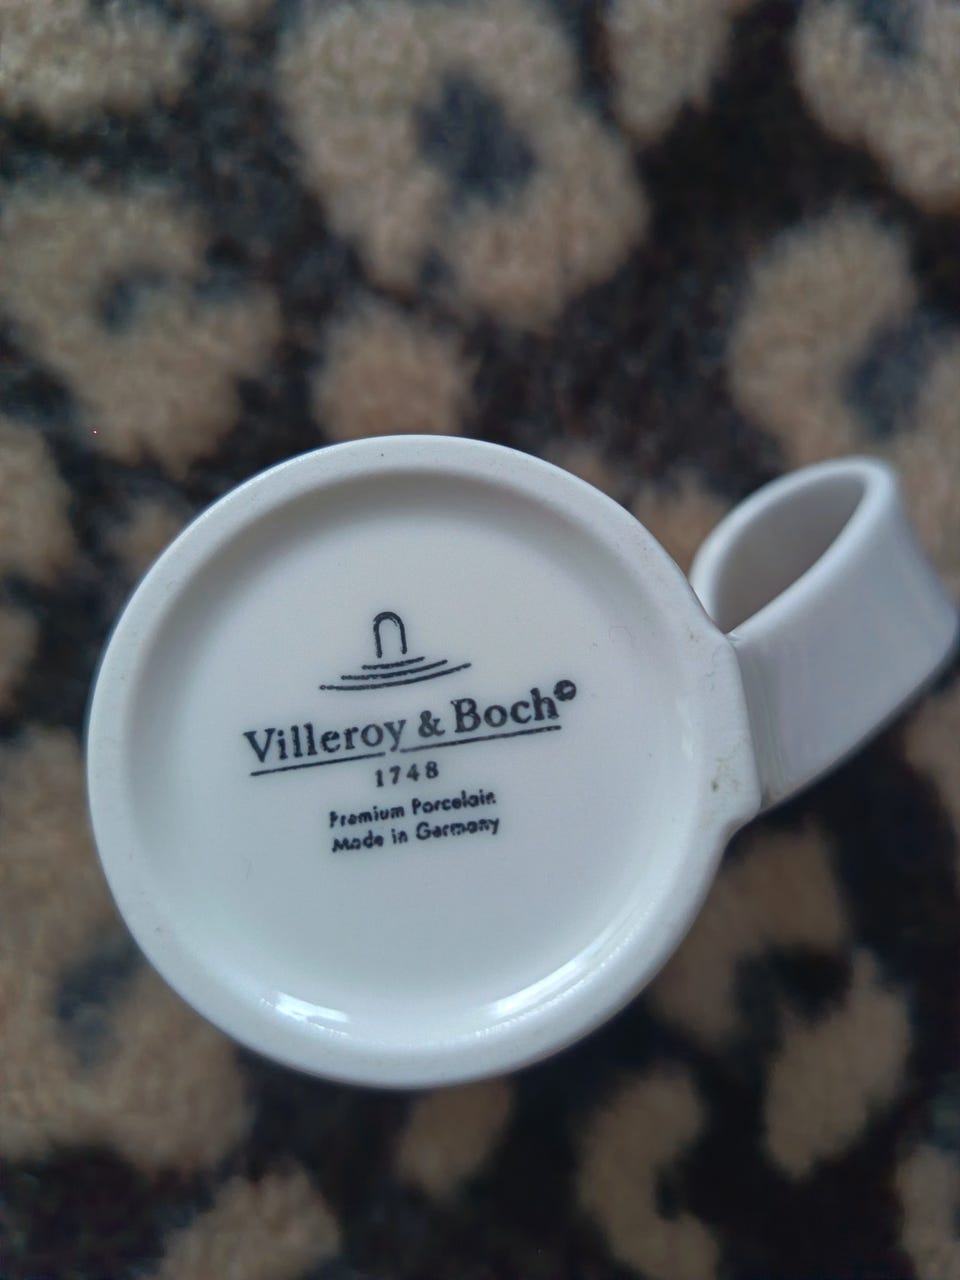 Villeroy & Boch©
1748
Premium Porcelain
Made in Germany